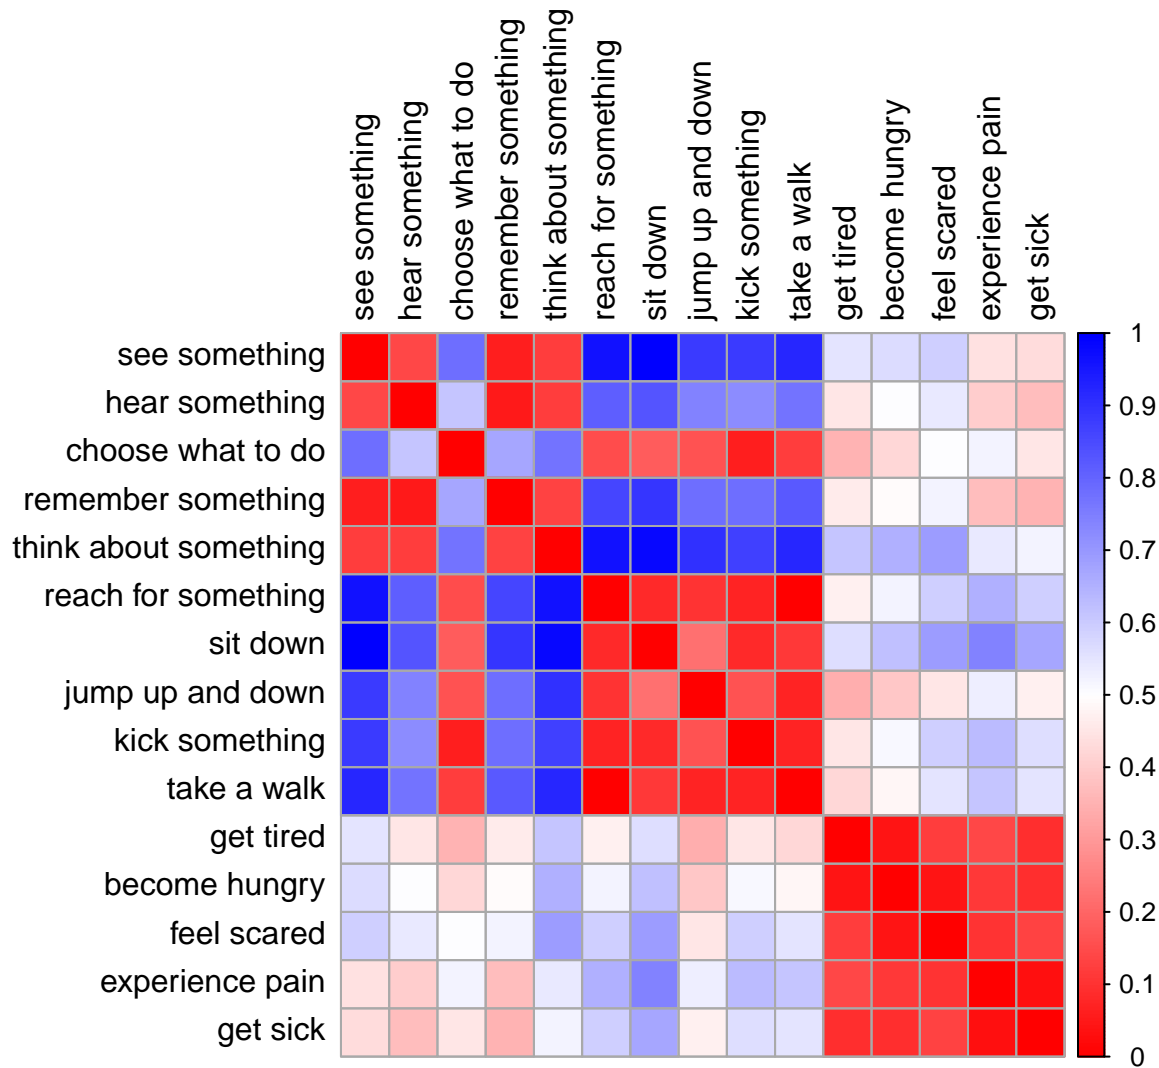 see something
hear something
choose what to do
remember something
think about something
reach for something
sit down
jump up and down
kick something
take a walk
get tired
become hungry
feel scared
experience pain
get sick
see something
hear something
choose what to do
remember something
think about something
reach for something
sit down
jump up and down
kick something
take a walk
get tired
become hungry
feel scared
experience pain
get sick
1
0.9
0.8
0.7
0.6
0.5
0.4
0.3
0.2
0.1
0